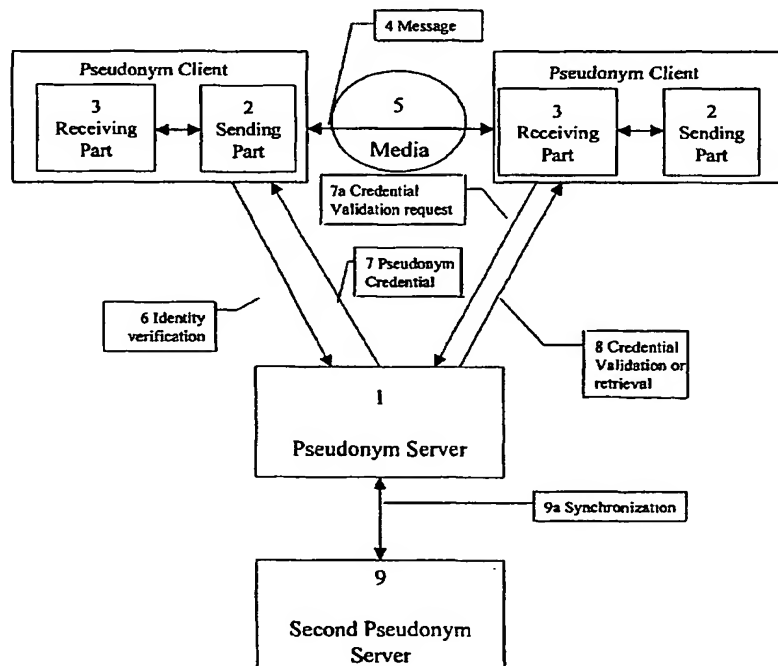 4 Message
Pseudonym Client
3
Receiving
Part
2
Sending
Part
5
Media
Pseudonym Client
3
Receiving
Part
2
Sending
Part
7a Credential
Validation request
7 Pseudonym
Credential
6 Identity
verification
8 Credential
Validation or
retrieval
1
Pseudonym Server
9a Synchronization
9
Second Pseudonym
Server